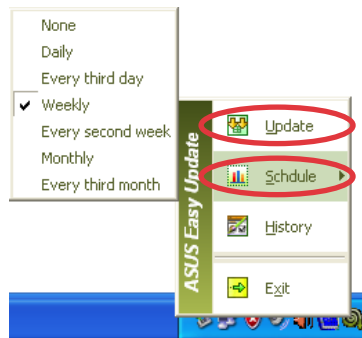 None
Daily
Every third day
Weekly
Every second week
Monthly
Every third month
ASUS Easy Update
Update
Schdule
History
Exit